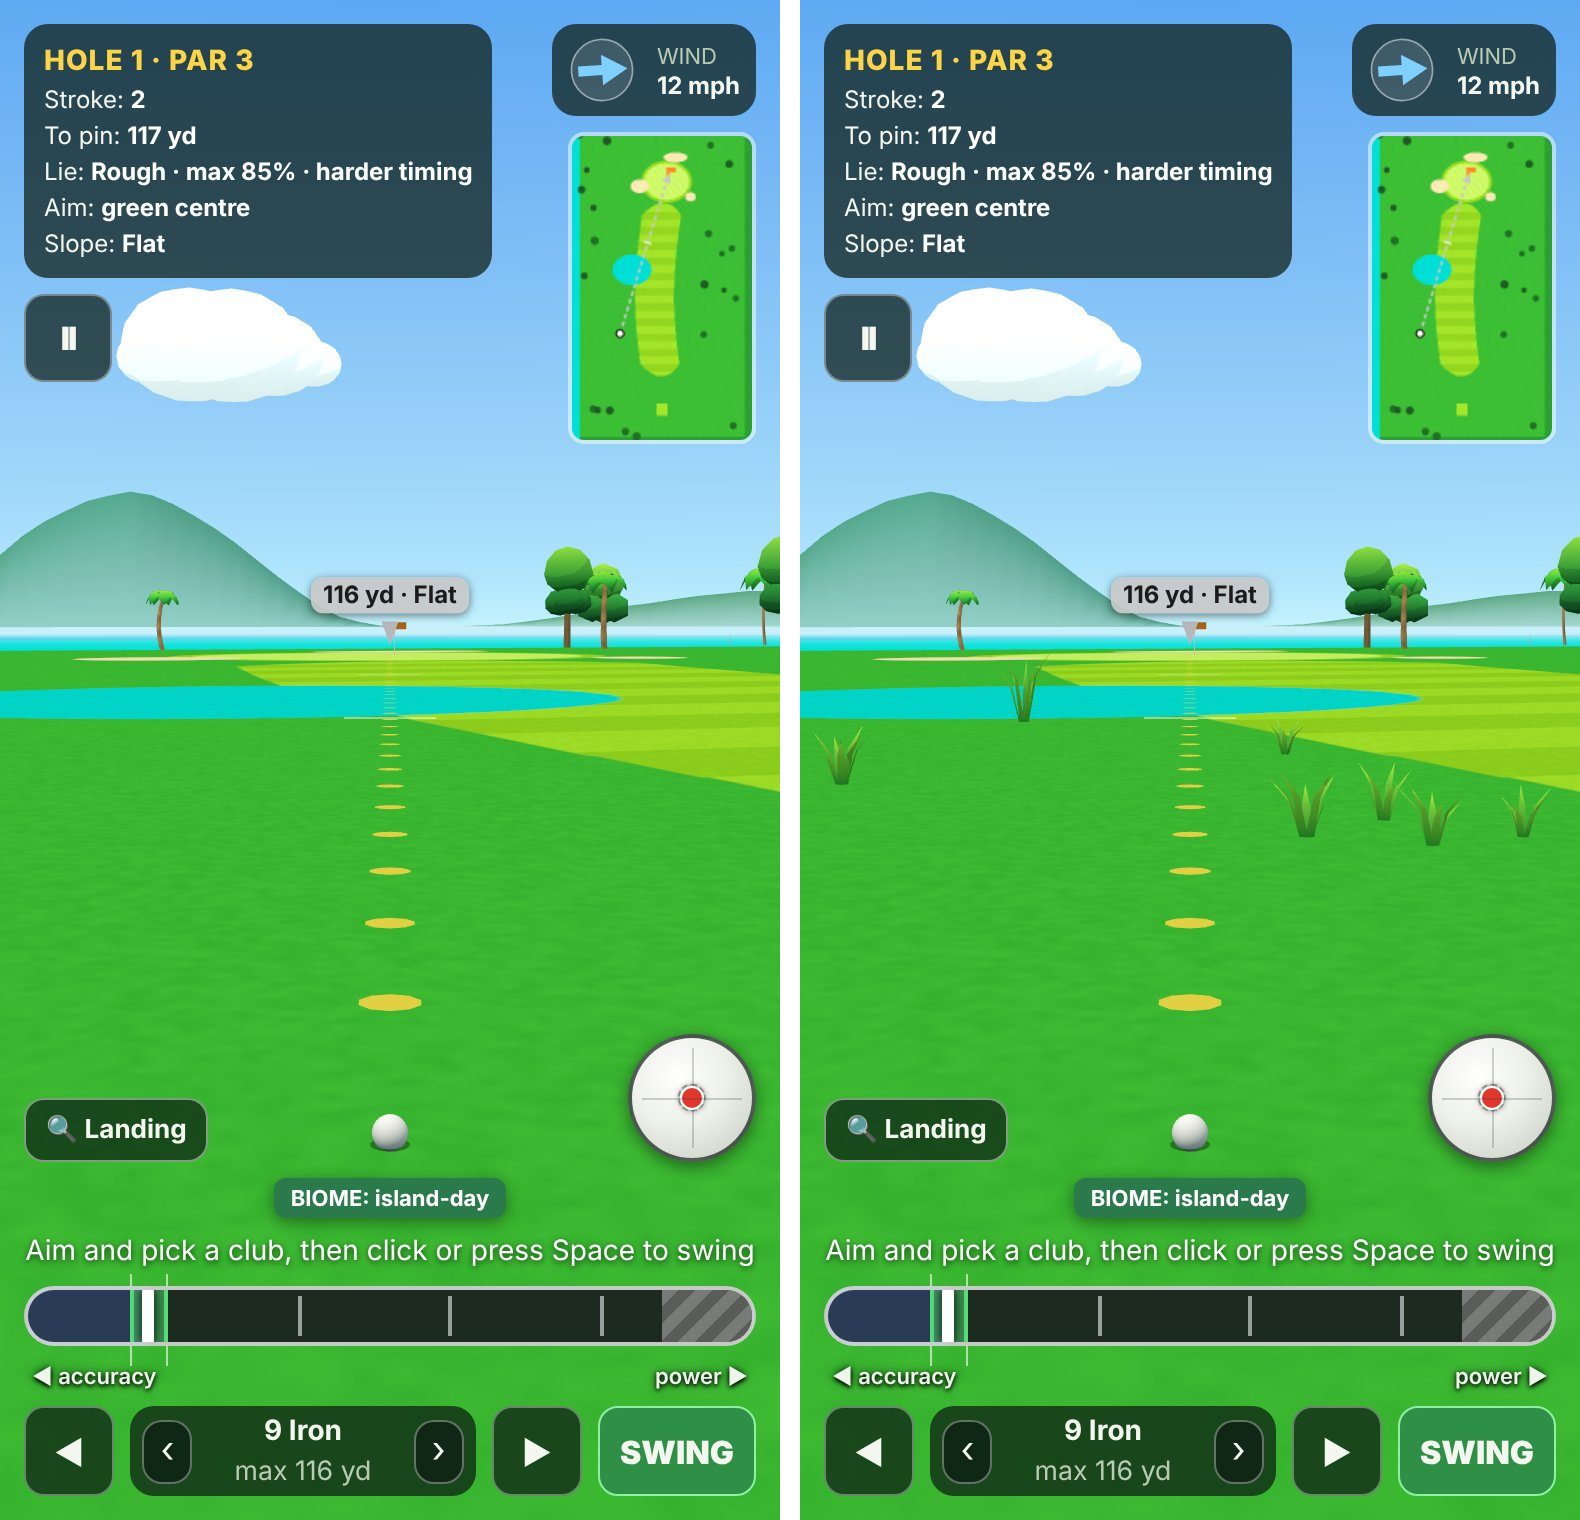 HOLE 1 · PAR 3
Stroke: 2
To pin: 117 yd
Lie: Rough · max 85% · harder timing
Aim: green centre
Slope: Flat
WIND
12 mph
116 yd · Flat
Landing
BIOME: island-day
Aim and pick a club, then click or press Space to swing
◀ accuracy
power ▶
9 Iron
max 116 yd
SWING
HOLE 1 · PAR 3
Stroke: 2
To pin: 117 yd
Lie: Rough · max 85% · harder timing
Aim: green centre
Slope: Flat
WIND
12 mph
116 yd · Flat
Landing
BIOME: island-day
Aim and pick a club, then click or press Space to swing
◀ accuracy
power ▶
9 Iron
max 116 yd
SWING